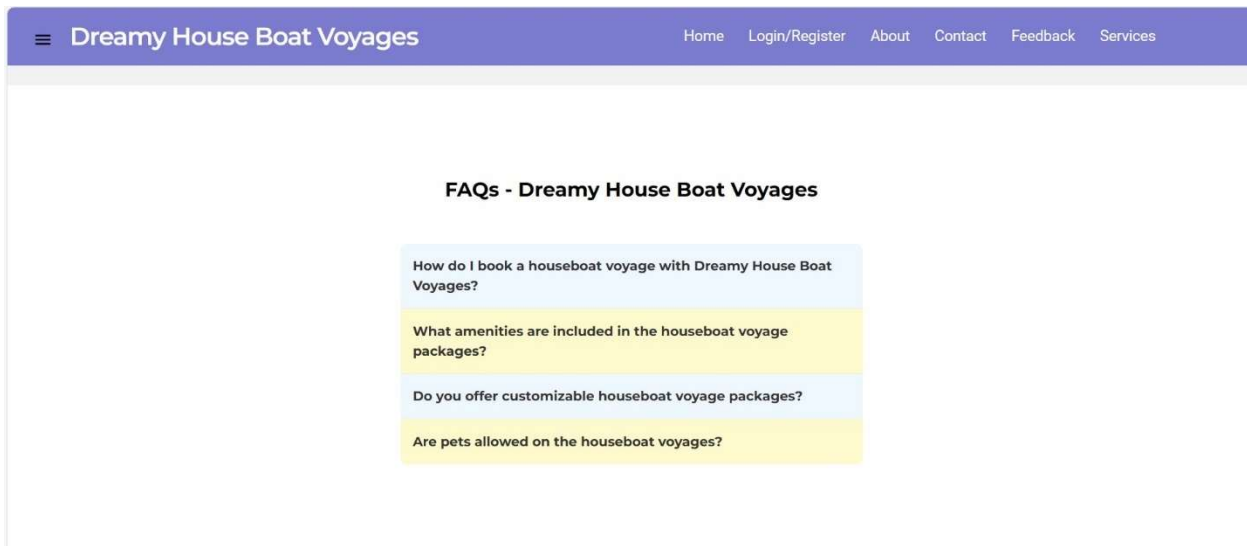 Dreamy House Boat Voyages
Home Login/Register About Contact Feedback Services
FAQs - Dreamy House Boat Voyages
How do I book a houseboat voyage with Dreamy House Boat
Voyages?
What amenities are included in the houseboat voyage
packages?
Do you offer customizable houseboat voyage packages?
Are pets allowed on the houseboat voyages?